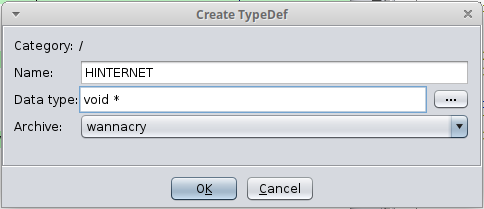 Create TypeDef
Category: /
Name: HINTERNET
Data type: void * ...
Archive: wannacry
OK Cancel